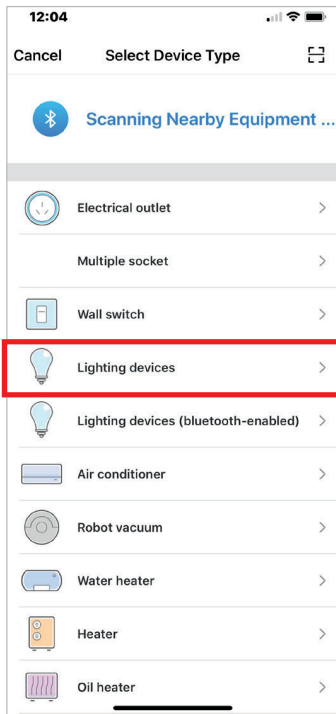 12:04
Cancel Select Device Type
Scanning Nearby Equipment ...
Electrical outlet
Multiple socket
Wall switch
Lighting devices
Lighting devices (bluetooth-enabled)
Air conditioner
Robot vacuum
Water heater
Heater
Oil heater